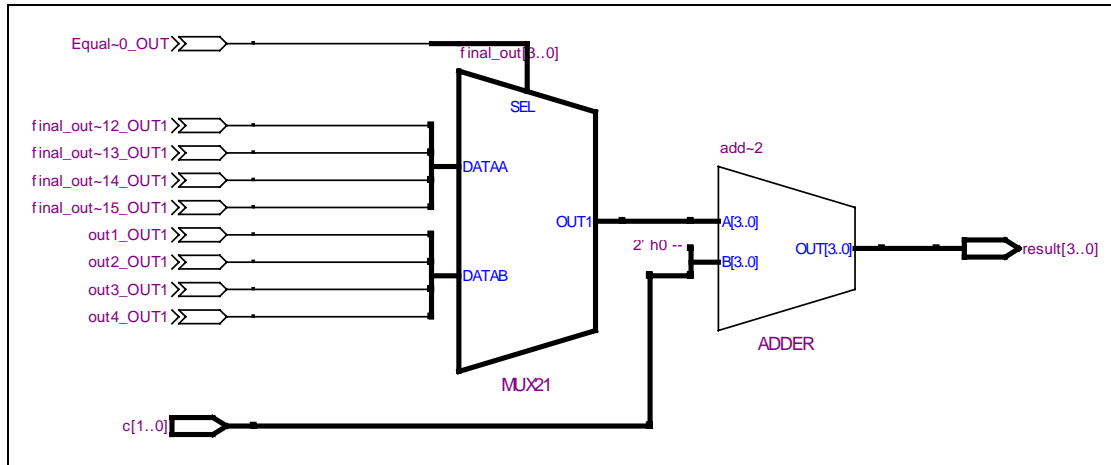 Equal~0_OUT
final_out[3..0]
SEL
final_out~12_OUT1
final_out~13_OUT1
final_out~14_OUT1
final_out~15_OUT1
DATAA
out1_OUT1
out2_OUT1
out3_OUT1
out4_OUT1
DATAB
OUT1
MUX21
add~2
A[3..0]
2' h0 --
B[3..0]
OUT[3..0]
ADDER
result[3..0]
c[1..0]